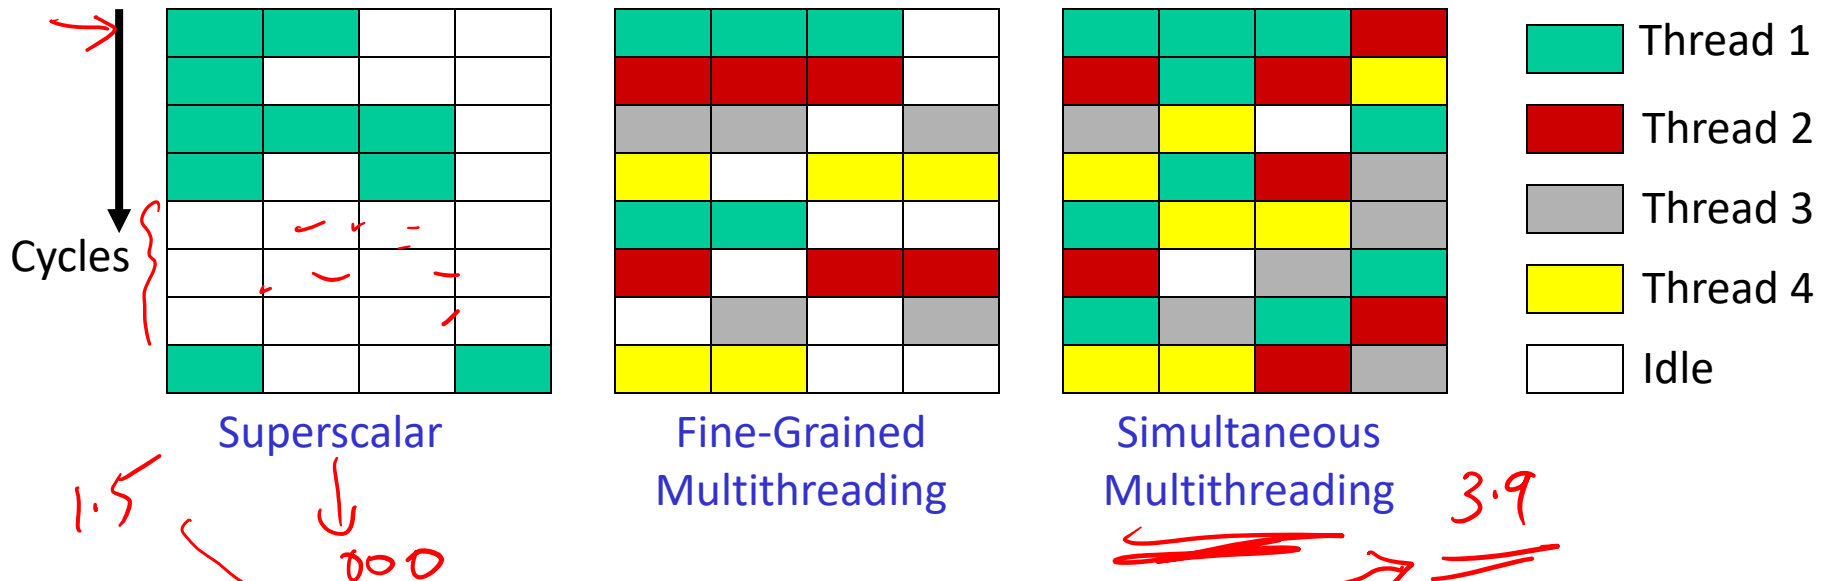 Thread 1
Thread 2
Thread 3
Thread 4
Idle
Cycles
Superscalar
Fine-Grained
Multithreading
Simultaneous
Multithreading
1.5
000
3.9